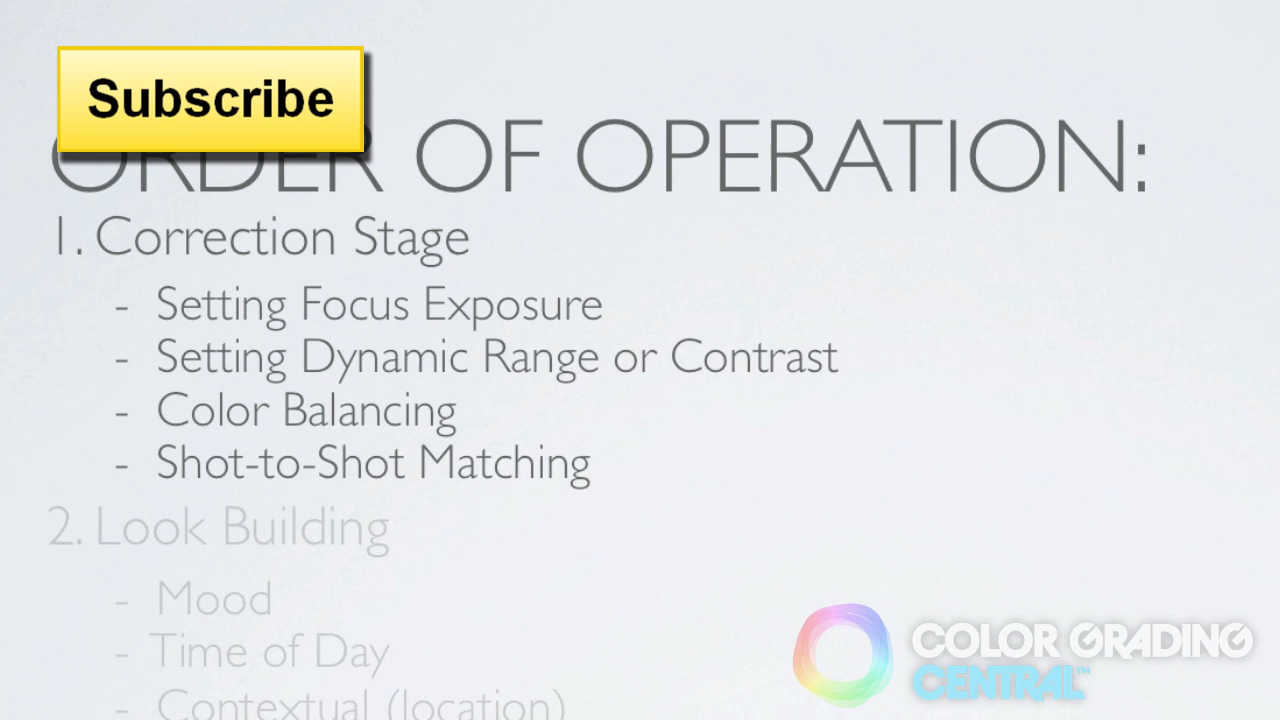 Subscribe
ORDER OF OPERATION:
1. Correction Stage
- Setting Focus Exposure
- Setting Dynamic Range or Contrast
- Color Balancing
- Shot-to-Shot Matching
2. Look Building
- Mood
- Time of Day
- Contextual (location)
COLOR GRADING
CENTRAL™